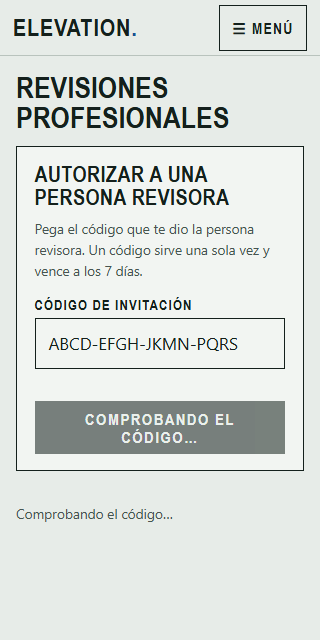 ELEVATION.
☰ MENÚ
REVISIONES
PROFESIONALES
AUTORIZAR A UNA
PERSONA REVISORA
Pega el código que te dio la persona
revisora. Un código sirve una sola vez y
vence a los 7 días.
CÓDIGO DE INVITACIÓN
ABCD-EFGH-JKMN-PQRS
COMPROBANDO EL
CÓDIGO…
Comprobando el código…